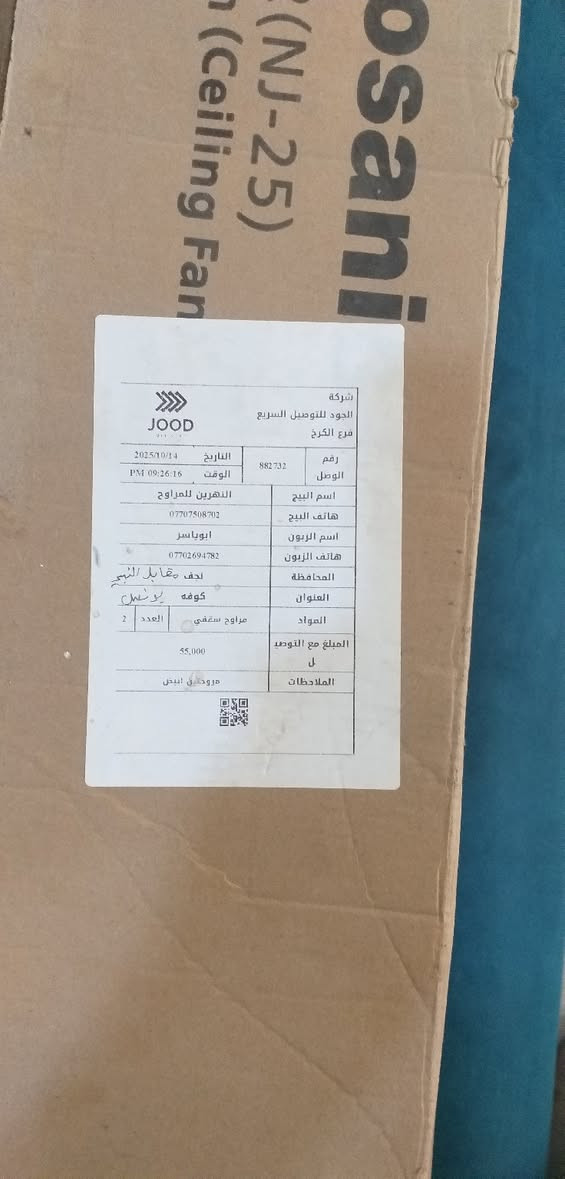 osani
(NJ-25)
(Ceiling Fan
شركة
الجود للتوصيل السريع
فرع الكرخ
JOOD
رقم الوصل
882732
التاريخ 2025/10/14
الوقت PM 09:26:16
اسم البيج النهرين للمراوح
هاتف البيج 07707508702
اسم الزبون ابوياسر
هاتف الزبون 07702694782
المحافظة نجف مقابل النبي
العنوان كوفه يونس
المواد مراوح سقفي العدد 2
المبلغ مع التوصيل 55,000
الملاحظات مروحتين ابيض